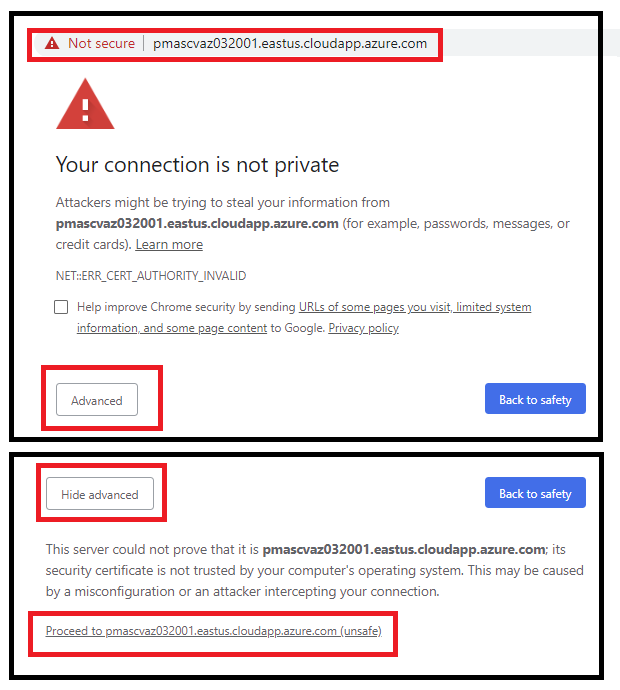 Not secure | pmascvaz032001.eastus.cloudapp.azure.com
Your connection is not private
Attackers might be trying to steal your information from
pmascvaz032001.eastus.cloudapp.azure.com (for example, passwords, messages, or
credit cards). Learn more
NET::ERR_CERT_AUTHORITY_INVALID
Help improve Chrome security by sending URLs of some pages you visit, limited system
information, and some page content to Google. Privacy policy
Advanced
Back to safety
Hide advanced
Back to safety
This server could not prove that it is pmascvaz032001.eastus.cloudapp.azure.com; its
security certificate is not trusted by your computer's operating system. This may be caused
by a misconfiguration or an attacker intercepting your connection.
Proceed to pmascvaz032001.eastus.cloudapp.azure.com (unsafe)